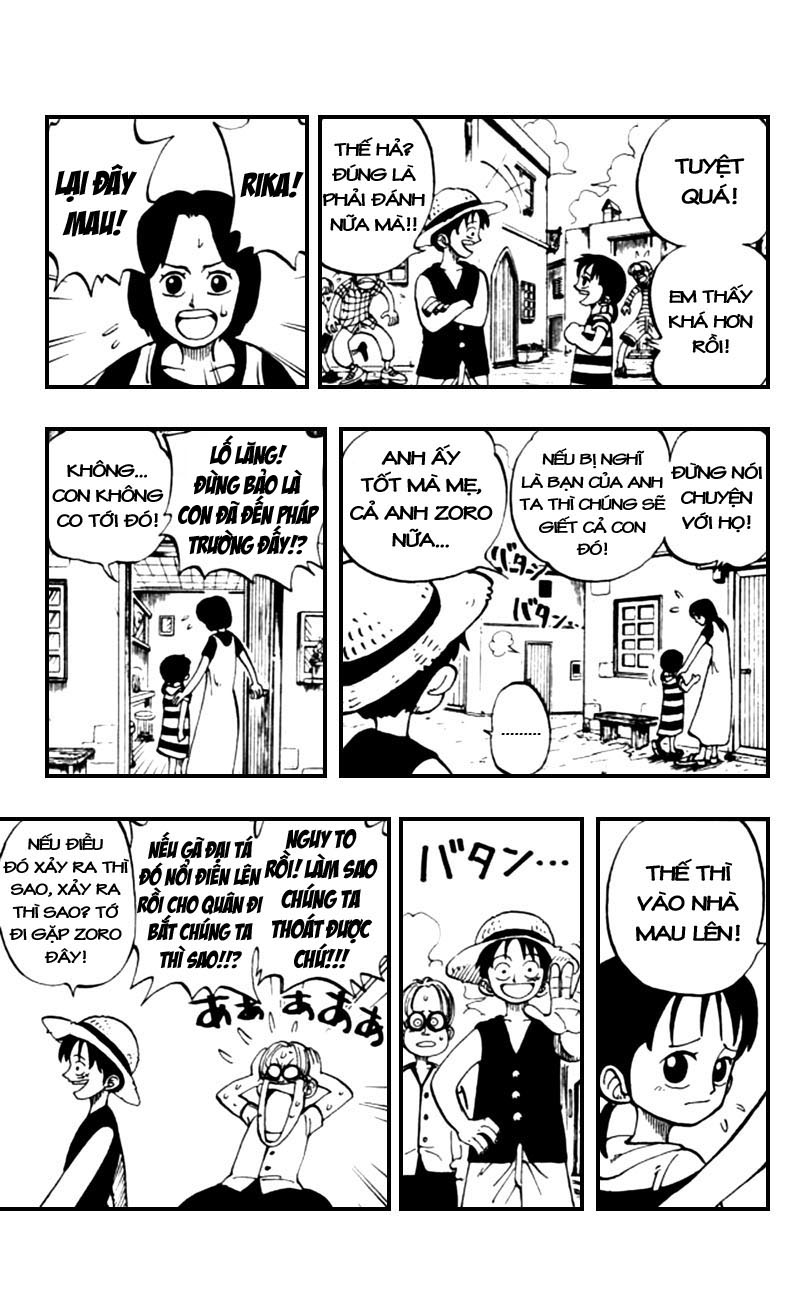 TUYỆT
QUÁ!
EM THẤY
KHÁ HƠN
RỒI!
THẾ HẢ?
ĐÚNG LÀ
PHẢI ĐÁNH
NỮA MÀ!!
RIKA!
LẠI ĐÂY
MAU!
ĐỪNG NÓI
CHUYỆN
VỚI HỌ!
NẾU BỊ NGHĨ
LÀ BẠN CỦA ANH
TA THÌ CHÚNG SẼ
GIẾT CẢ CON
ĐÓ!
ANH ẤY
TỐT MÀ MẸ,
CẢ ANH ZORO
NỮA...
バタン
バタン
.........
LỐ LĂNG!
ĐỪNG BẢO LÀ
CON ĐÃ ĐẾN PHÁP
TRƯỜNG ĐẤY!?
KHÔNG...
CON KHÔNG
CO TỚI ĐÓ!
THẾ THÌ
VÀO NHÀ
MAU LÊN!
バタン...
NGUY TO
RỒI! LÀM SAO
CHÚNG TA
THOÁT ĐƯỢC
CHỨ!!!
NẾU GÃ ĐẠI TÁ
ĐÓ NỔI ĐIÊN LÊN
RỒI CHO QUÂN ĐI
BẮT CHÚNG TA
THÌ SAO!!?
NẾU ĐIỀU
ĐÓ XẢY RA THÌ
SAO, XẢY RA
THÌ SAO? TỚ
ĐI GẶP ZORO
ĐÂY!
ああああああ